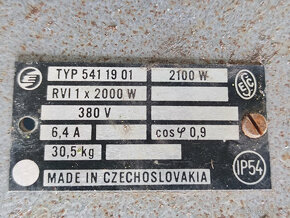 TYP 541 19 01 2100 W
RVI 1 x 2000 W
380 V
6,4 A cosφ 0,9
30,5 kg
IP54
MADE IN CZECHOSLOVAKIA